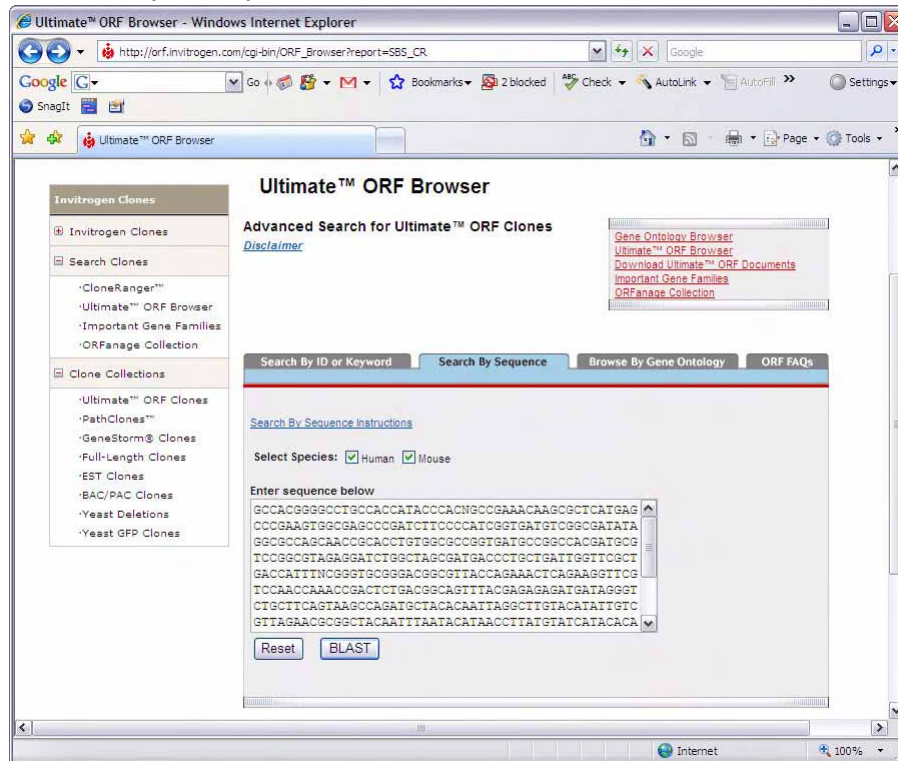 Ultimate™ ORF Browser - Windows Internet Explorer
http://orf.invitrogen.com/cgi-bin/ORF_Browser?report=SBS_CR
Google
Google G Go Bookmarks 2 blocked ABC Check AutoLink AutoFill » Settings
SnagIt
Ultimate™ ORF Browser
Page Tools »
Ultimate™ ORF Browser
Invitrogen Clones
Invitrogen Clones
Search Clones
·CloneRanger™
·Ultimate™ ORF Browser
·Important Gene Families
·ORFanage Collection
Clone Collections
·Ultimate™ ORF Clones
·PathClones™
·GeneStorm® Clones
·Full-Length Clones
·EST Clones
·BAC/PAC Clones
·Yeast Deletions
·Yeast GFP Clones
Advanced Search for Ultimate™ ORF Clones
Disclaimer
Gene Ontology Browser
Ultimate™ ORF Browser
Download Ultimate™ ORF Documents
Important Gene Families
ORFanage Collection
Search By ID or Keyword Search By Sequence Browse By Gene Ontology ORF FAQs
Search By Sequence Instructions
Select Species: Human Mouse
Enter sequence below
GCCACGGGGCCTGCCACCATACCCACNGCCGAAACAAGCGCTCATGAG
CCCGAAGTGGCGAGCCCGATCTTCCCCATCGGTGATGTCGGCGATATA
GGCGCCAGCAACCGCACCTGTGGCGCCGGTGATGCCGGCCACGATGCG
TCCGGCGTAGAGGATCTGGCTAGCGATGACCCTGCTGATTGGTTCGCT
GACCATTTNCGGGTGCGGGACGGCGTTACCAGAAACTCAGAAGGTTCG
TCCAACCAAACCGACTCTGACGGCAGTTTACGAGAGAGATGATAGGGT
CTGCTTCAGTAAGCCAGATGCTACACAATTAGGCTTGTACATATTGTC
GTTAGAACGCGGCTACAATTTAATACATAACCTTATGTATCATACACA
Reset BLAST
Internet
100%